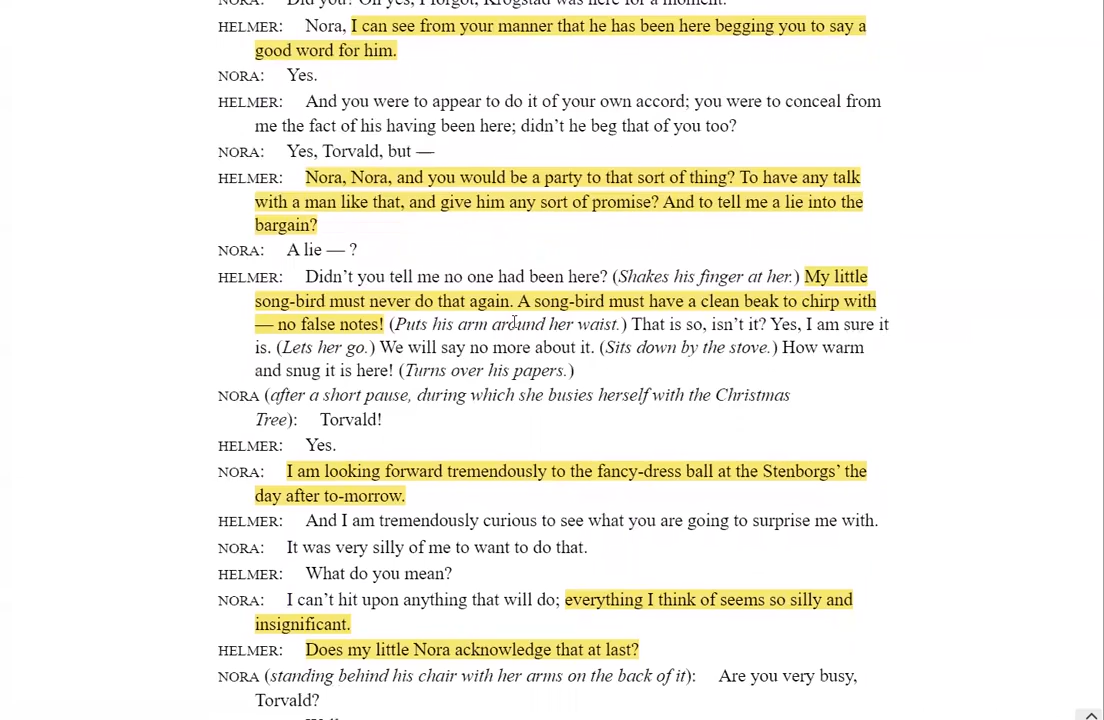 NORA: Did you? Oh yes, I forgot, Krogstad was here for a moment.
HELMER: Nora, I can see from your manner that he has been here begging you to say a
good word for him.
NORA: Yes.
HELMER: And you were to appear to do it of your own accord; you were to conceal from
me the fact of his having been here; didn’t he beg that of you too?
NORA: Yes, Torvald, but —
HELMER: Nora, Nora, and you would be a party to that sort of thing? To have any talk
with a man like that, and give him any sort of promise? And to tell me a lie into the
bargain?
NORA: A lie — ?
HELMER: Didn’t you tell me no one had been here? (Shakes his finger at her.) My little
song-bird must never do that again. A song-bird must have a clean beak to chirp with
— no false notes! (Puts his arm around her waist.) That is so, isn’t it? Yes, I am sure it
is. (Lets her go.) We will say no more about it. (Sits down by the stove.) How warm
and snug it is here! (Turns over his papers.)
NORA (after a short pause, during which she busies herself with the Christmas
Tree): Torvald!
HELMER: Yes.
NORA: I am looking forward tremendously to the fancy-dress ball at the Stenborgs’ the
day after to-morrow.
HELMER: And I am tremendously curious to see what you are going to surprise me with.
NORA: It was very silly of me to want to do that.
HELMER: What do you mean?
NORA: I can’t hit upon anything that will do; everything I think of seems so silly and
insignificant.
HELMER: Does my little Nora acknowledge that at last?
NORA (standing behind his chair with her arms on the back of it): Are you very busy,
Torvald?